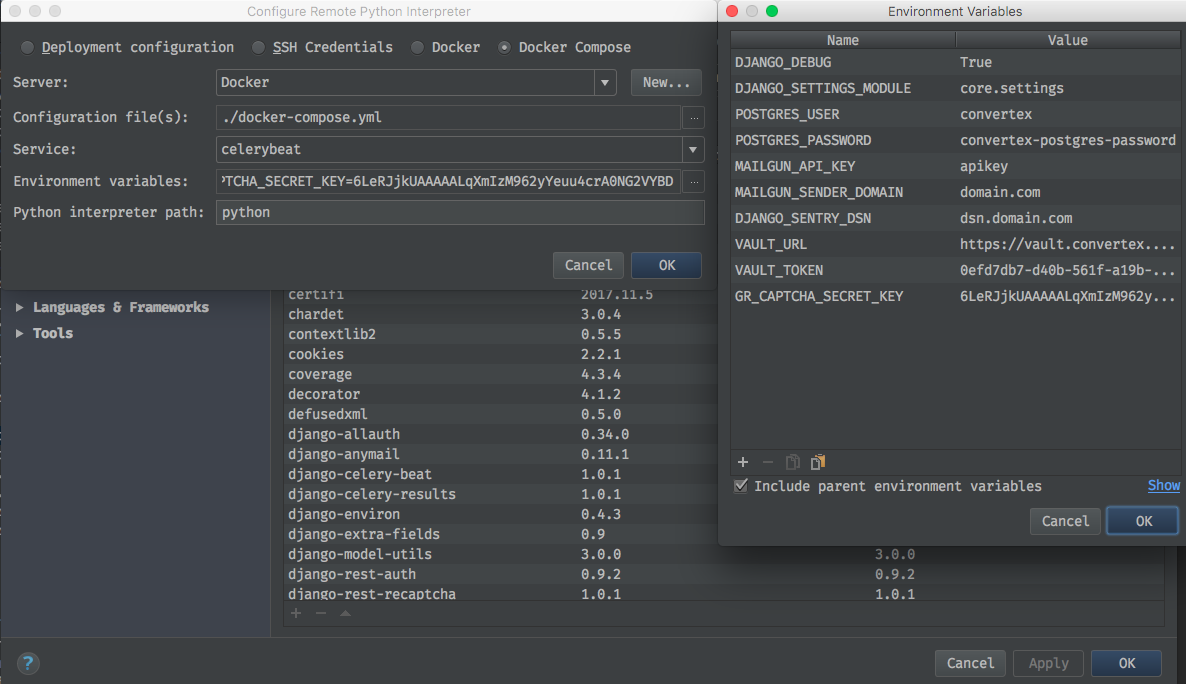 Configure Remote Python Interpreter
Deployment configuration SSH Credentials Docker Docker Compose
Server: Docker New...
Configuration file(s): ./docker-compose.yml ...
Service: celerybeat
Environment variables: PTCHA_SECRET_KEY=6LeRJjkUAAAAALqXmIzM962yYeuu4crA0NG2VYBD ...
Python interpreter path: python
Cancel OK
Languages & Frameworks
Tools
certifi 2017.11.5
chardet 3.0.4
contextlib2 0.5.5
cookies 2.2.1
coverage 4.3.4
decorator 4.1.2
defusedxml 0.5.0
django-allauth 0.34.0
django-anymail 0.11.1
django-celery-beat 1.0.1
django-celery-results 1.0.1
django-environ 0.4.3
django-extra-fields 0.9
django-model-utils 3.0.0 3.0.0
django-rest-auth 0.9.2 0.9.2
django-rest-recaptcha 1.0.1 1.0.1
Environment Variables
Name Value
DJANGO_DEBUG True
DJANGO_SETTINGS_MODULE core.settings
POSTGRES_USER convertex
POSTGRES_PASSWORD convertex-postgres-password
MAILGUN_API_KEY apikey
MAILGUN_SENDER_DOMAIN domain.com
DJANGO_SENTRY_DSN dsn.domain.com
VAULT_URL https://vault.convertex....
VAULT_TOKEN 0efd7db7-d40b-561f-a19b-...
GR_CAPTCHA_SECRET_KEY 6LeRJjkUAAAAALqXmIzM962y...
Include parent environment variables Show
Cancel OK
? Cancel Apply OK